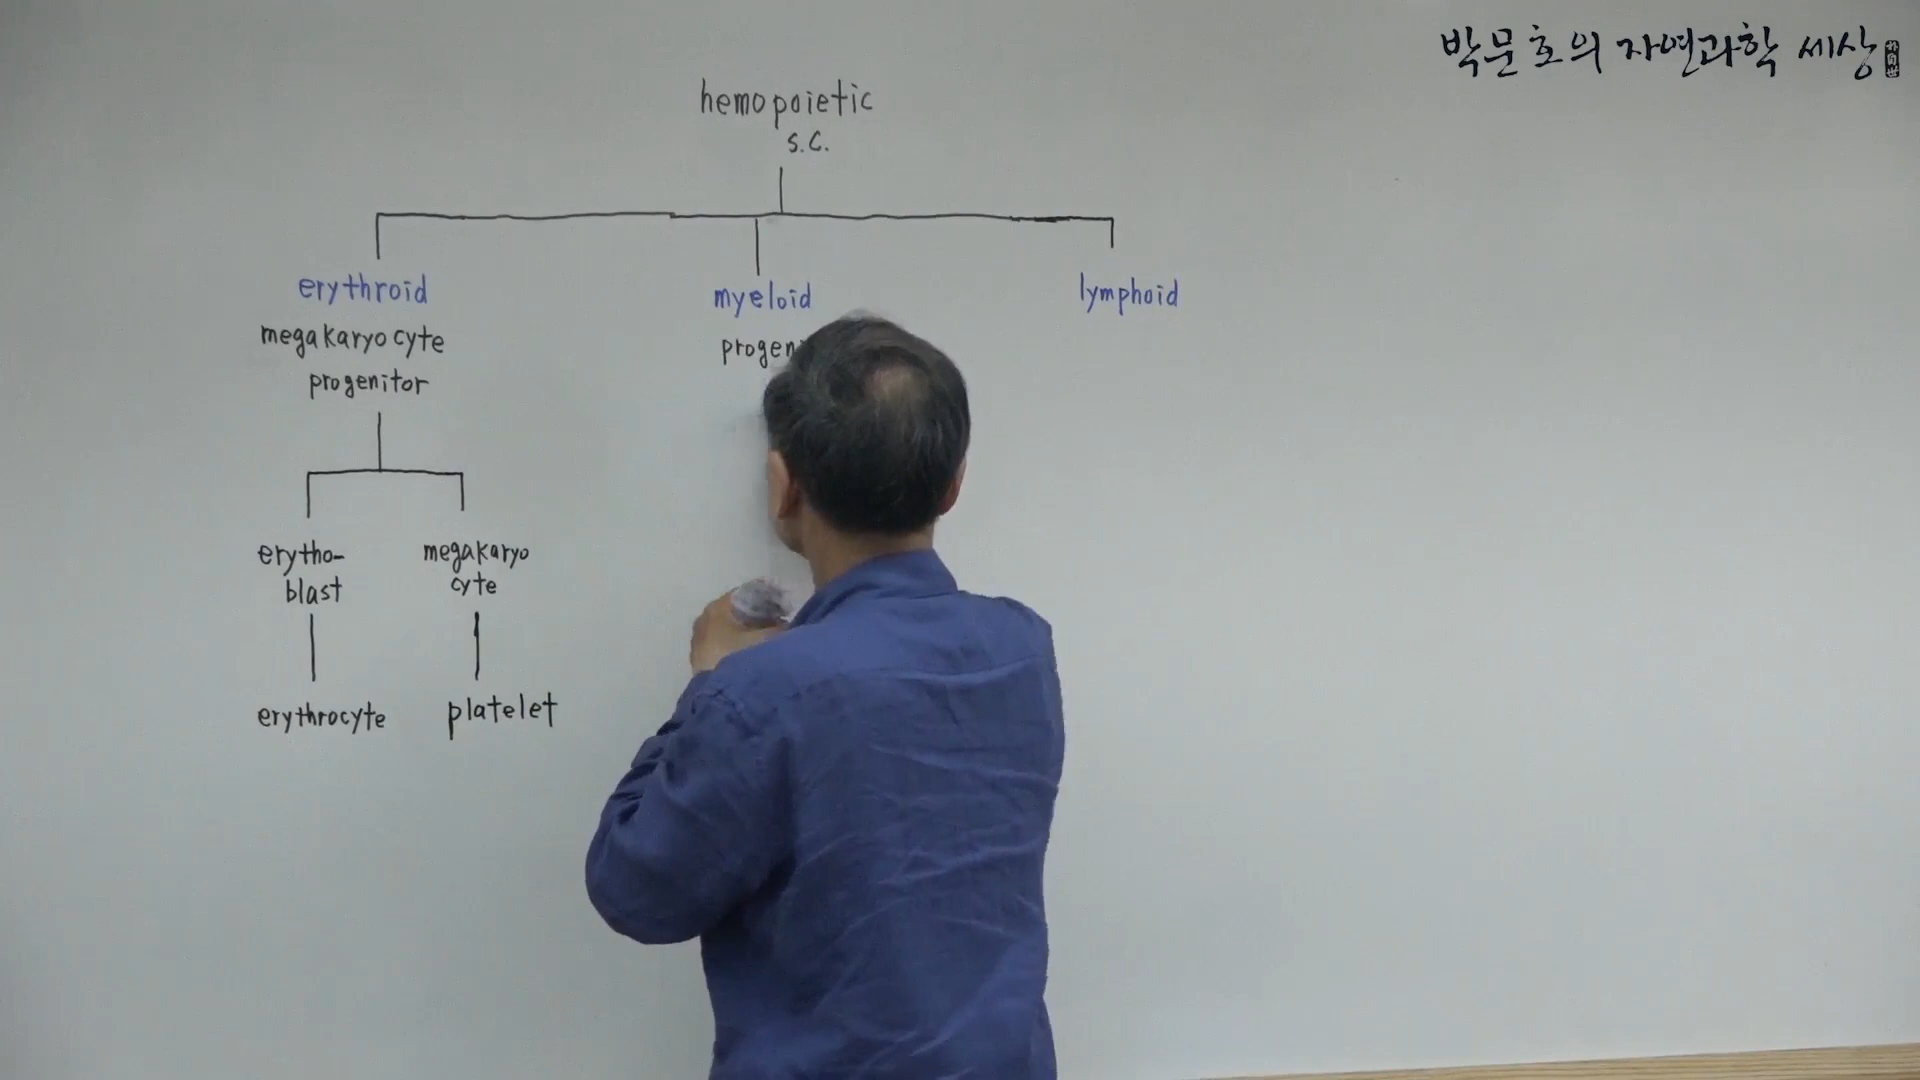 박문호의 자연과학 세상
hemopoietic
s.c.
erythroid
myeloid
lymphoid
megakaryocyte
progenitor
progen
erytho-
blast
megakaryo
cyte
erythrocyte
platelet